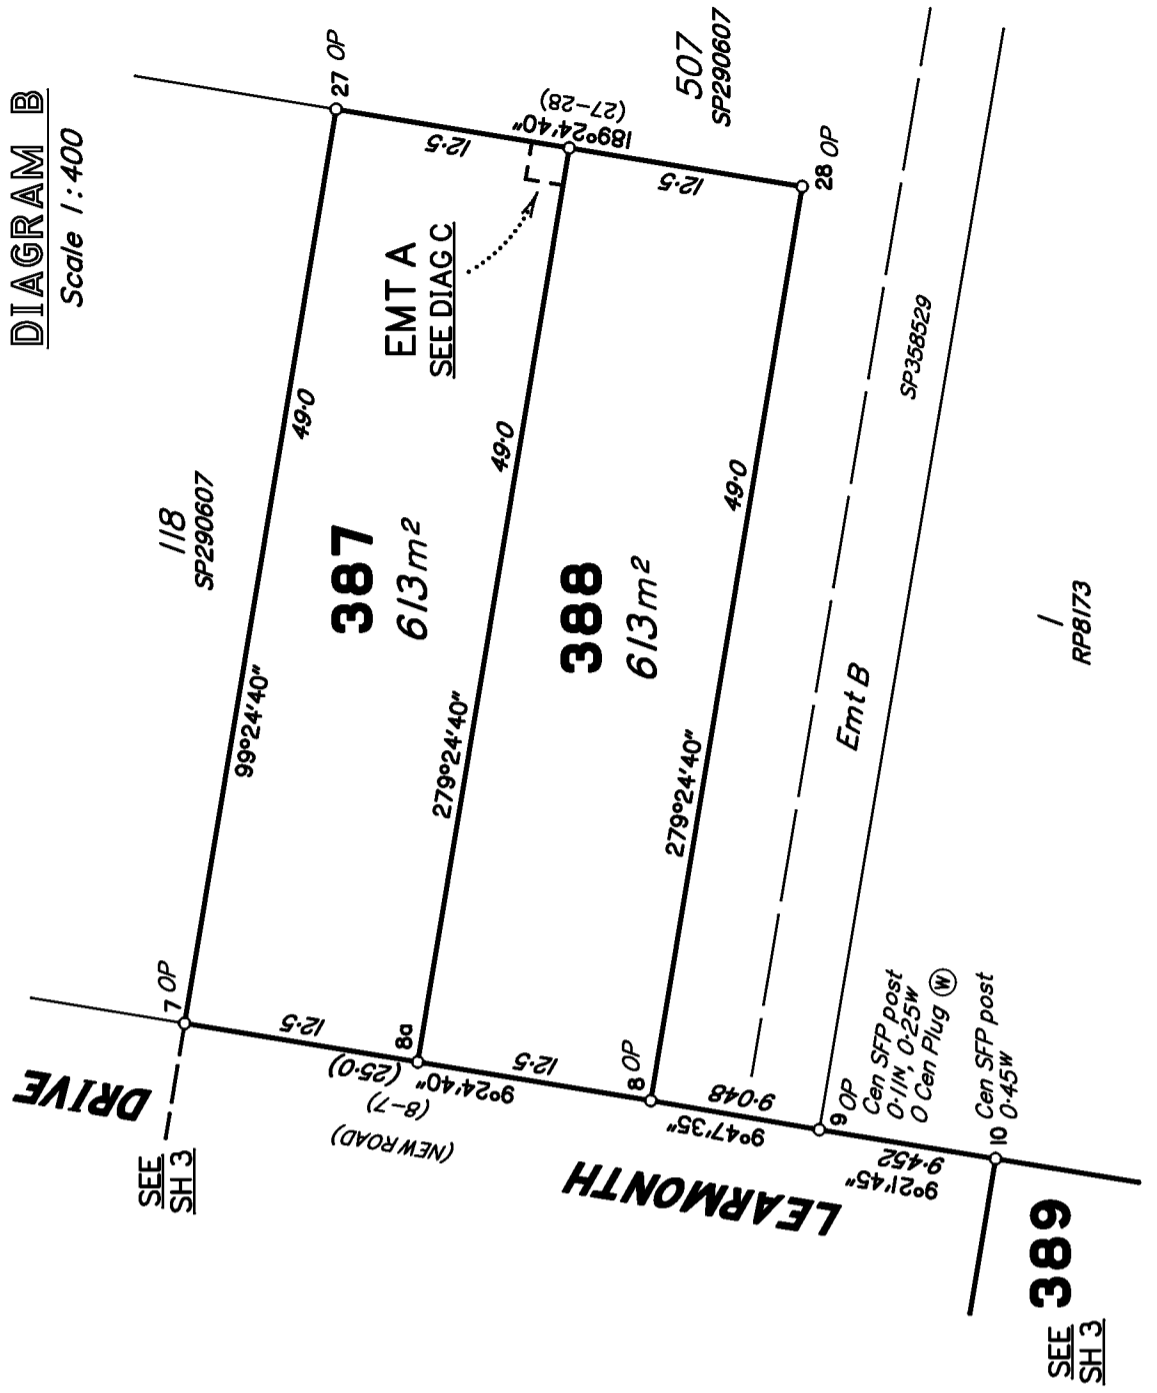 DIAGRAM B
Scale 1:400
118
SP290607
27 OP
507
SP290607
12·5
189°24'40"
(27-28)
12·5
28 OP
EMT A
SEE DIAG C
A
49·0
99°24'40"
387
613m²
49·0
279°24'40"
388
613m²
49·0
279°24'40"
SP358529
Emt B
1
RP8173
7 OP
DRIVE
SEE
SH 3
12·5
8a
(25·0)
9°24'40"
(8-7)
(NEW ROAD)
12·5
8 OP
9·048
9°47'35"
LEARMONTH
9 OP
Cen SFP post
0·11N, 0·25W
O Cen Plug W
9·452
9°21'45"
10
Cen SFP post
0·45W
SEE
SH 3
389